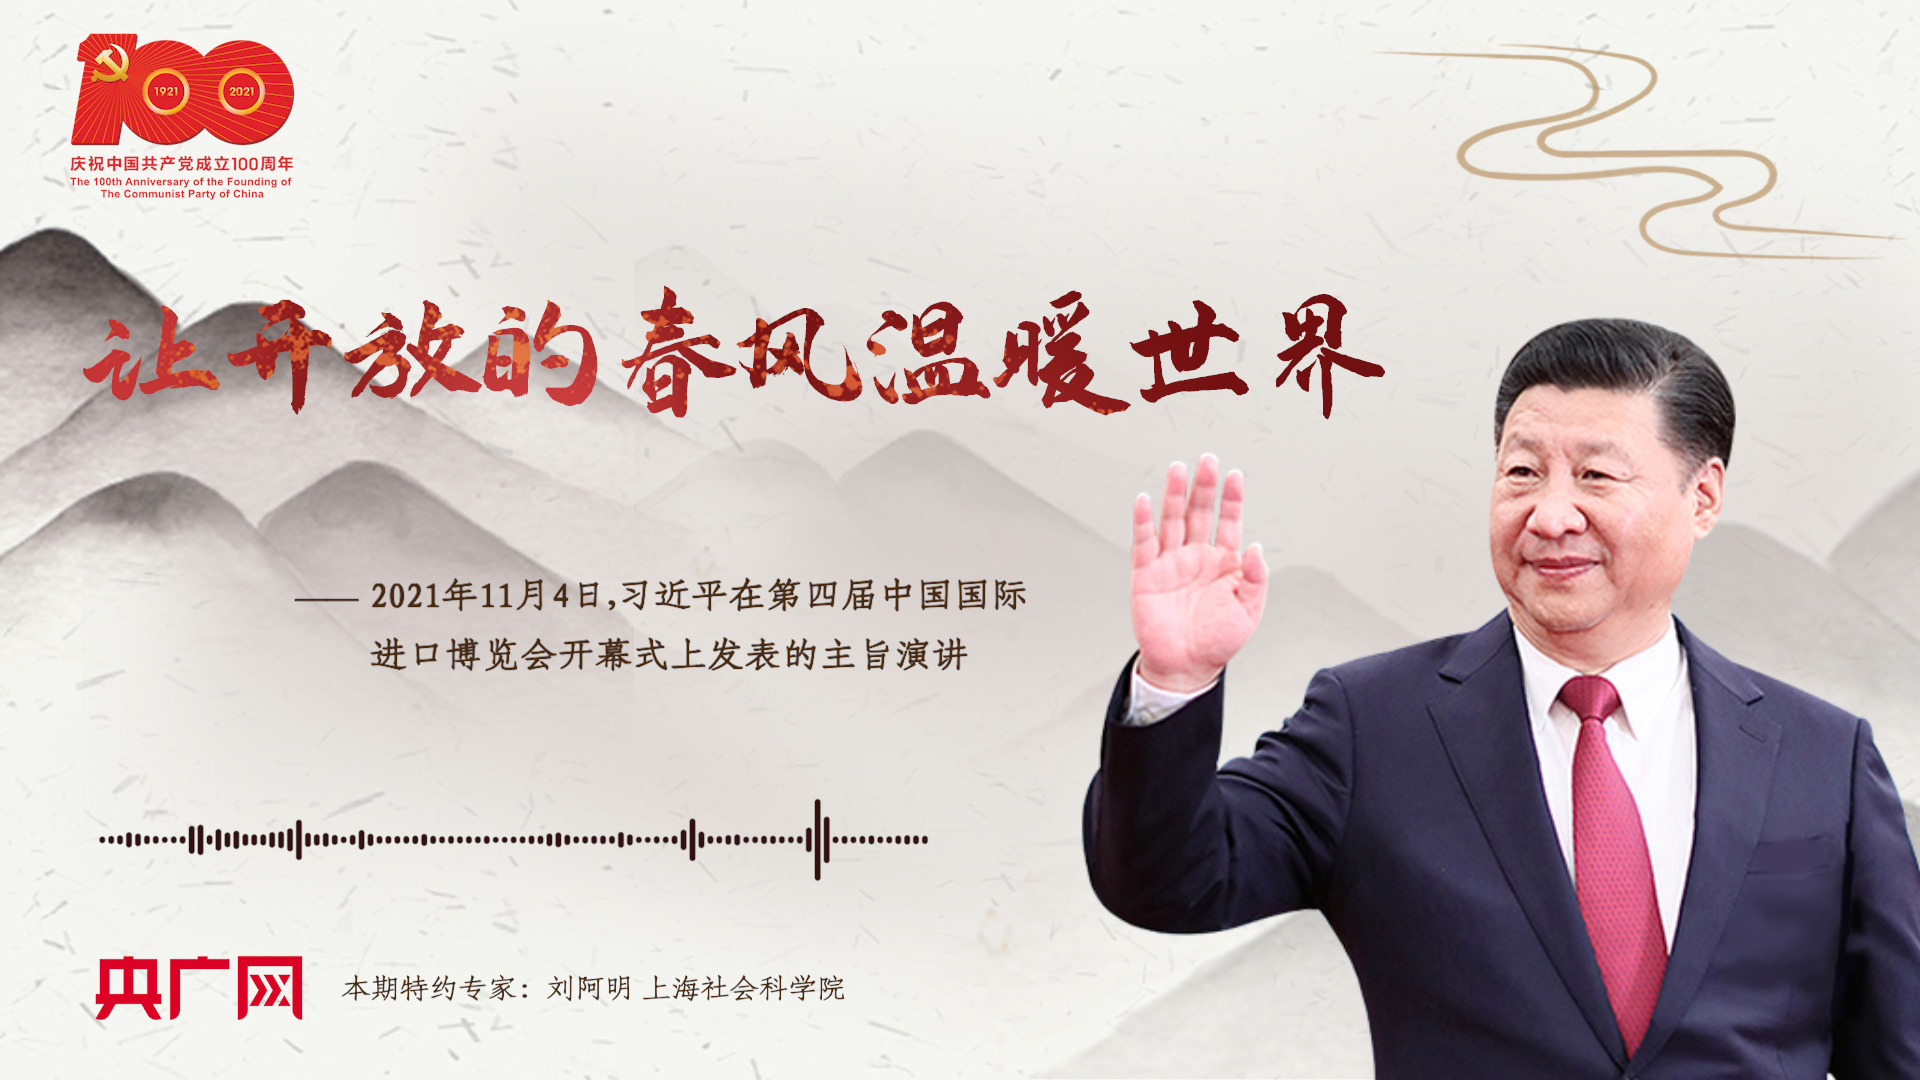 1921
2021
庆祝中国共产党成立100周年
The 100th Anniversary of the Founding of
The Communist Party of China
让开放的春风温暖世界
—— 2021年11月4日,习近平在第四届中国国际
进口博览会开幕式上发表的主旨演讲
央广网
本期特约专家：刘阿明 上海社会科学院